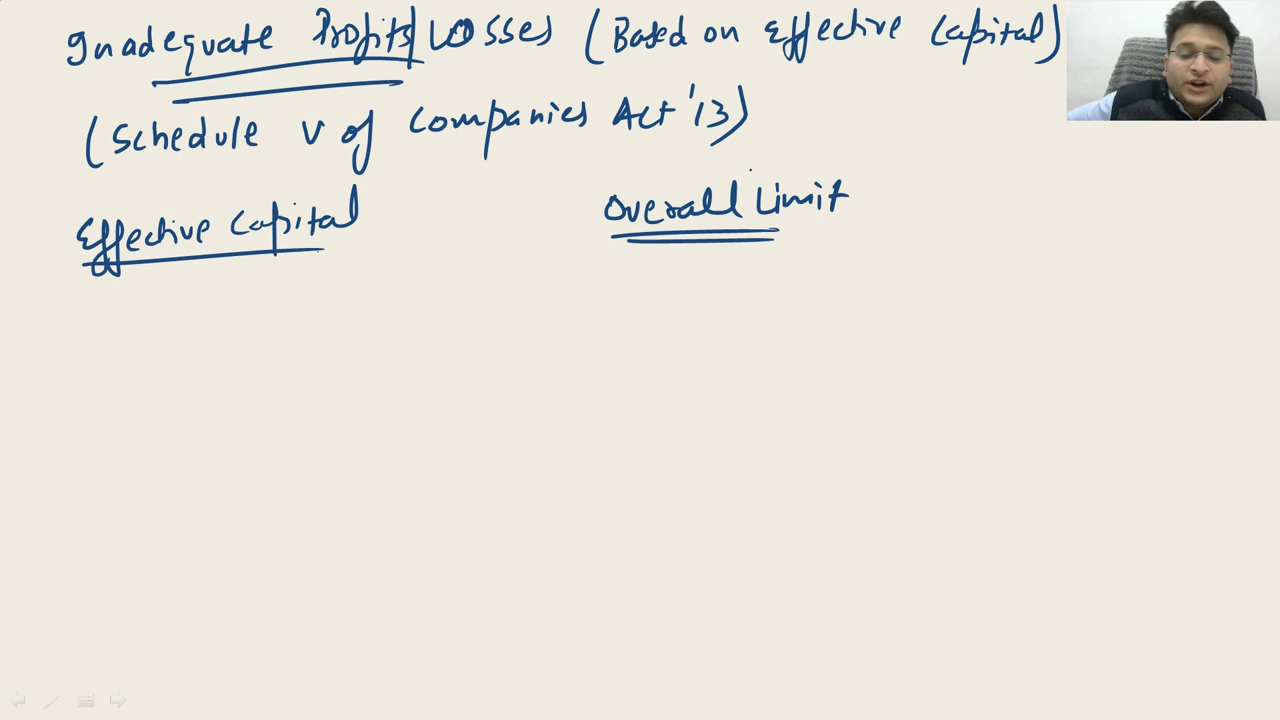 Inadequate Profits/Losses (Based on Effective Capital)
(Schedule V of Companies Act '13)
Effective Capital Overall Limit